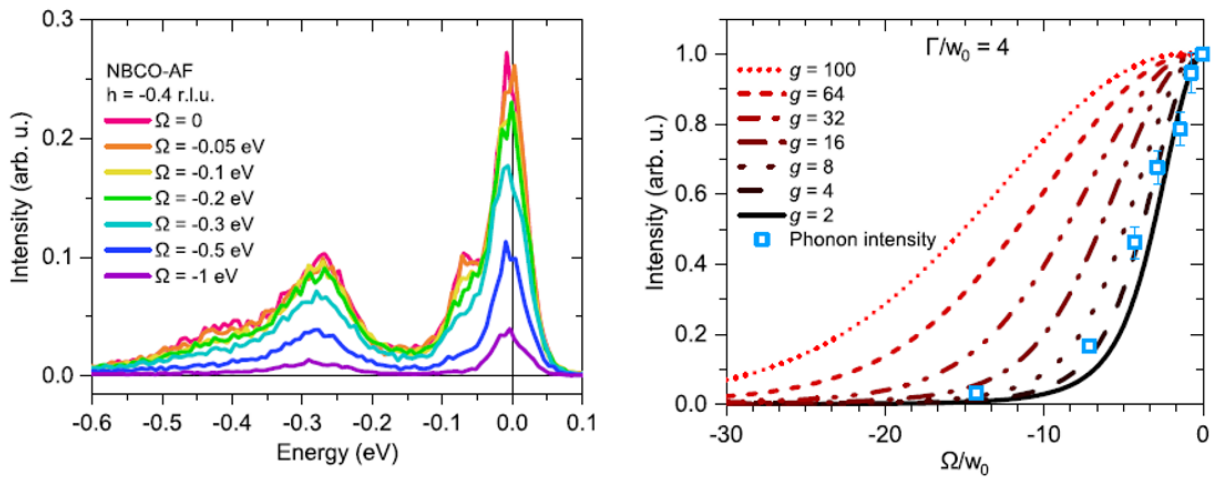 0.3
0.2
0.1
0.0
Intensity (arb. u.)
NBCO-AF
h = -0.4 r.l.u.
Ω = 0
Ω = -0.05 eV
Ω = -0.1 eV
Ω = -0.2 eV
Ω = -0.3 eV
Ω = -0.5 eV
Ω = -1 eV
-0.6 -0.5 -0.4 -0.3 -0.2 -0.1 0.0 0.1
Energy (eV)
1.0
0.8
0.6
0.4
0.2
0.0
Intensity (arb. u.)
Γ/w₀ = 4
g = 100
g = 64
g = 32
g = 16
g = 8
g = 4
g = 2
Phonon intensity
-30 -20 -10 0
Ω/w₀